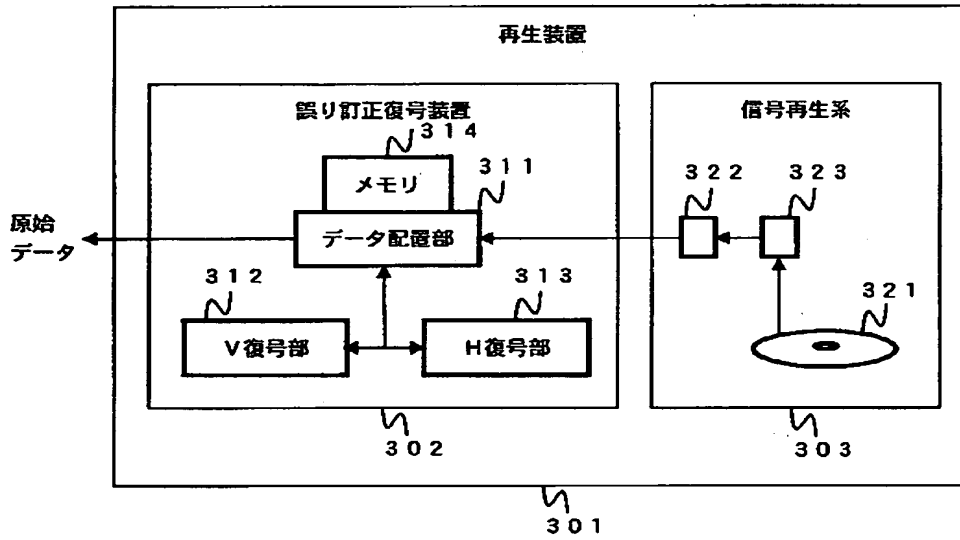 再生装置
誤り訂正復号装置
信号再生系
314
メモリ
311
322
323
原始
データ
データ配置部
312
313
321
V復号部
H復号部
302
303
301